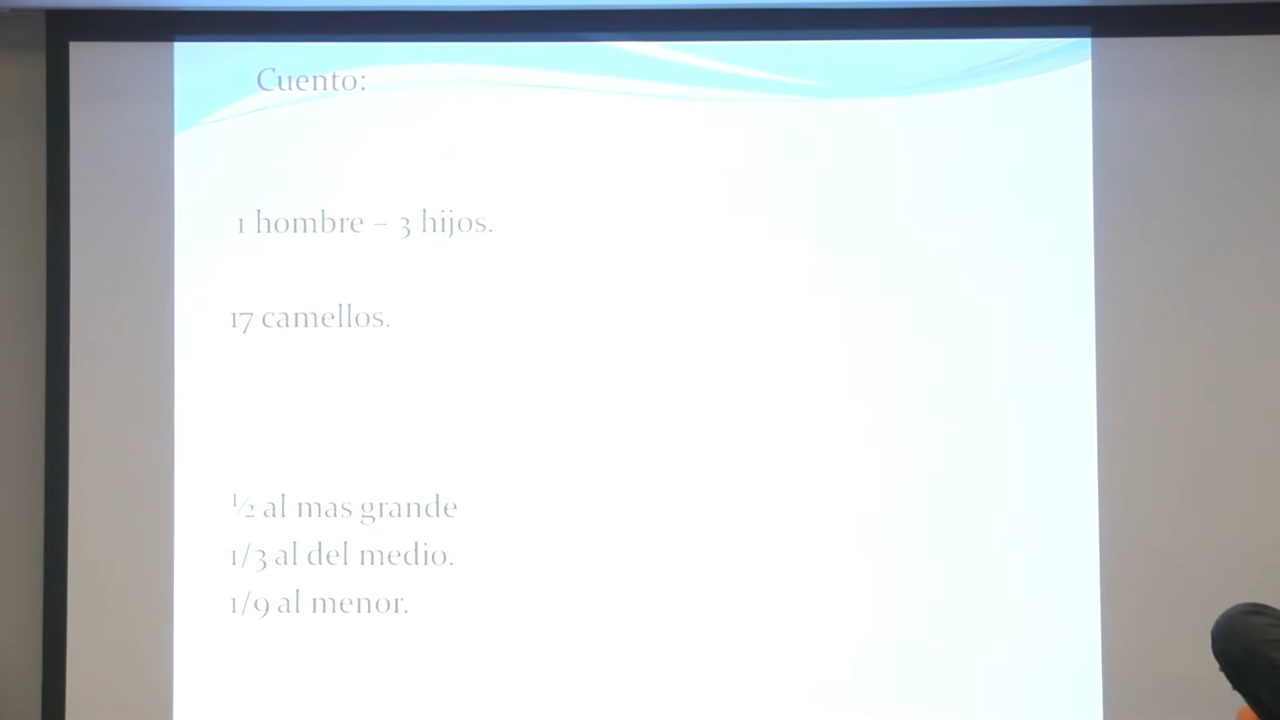 Cuento:
1 hombre – 3 hijos.
17 camellos.
½ al mas grande
1/3 al del medio.
1/9 al menor.